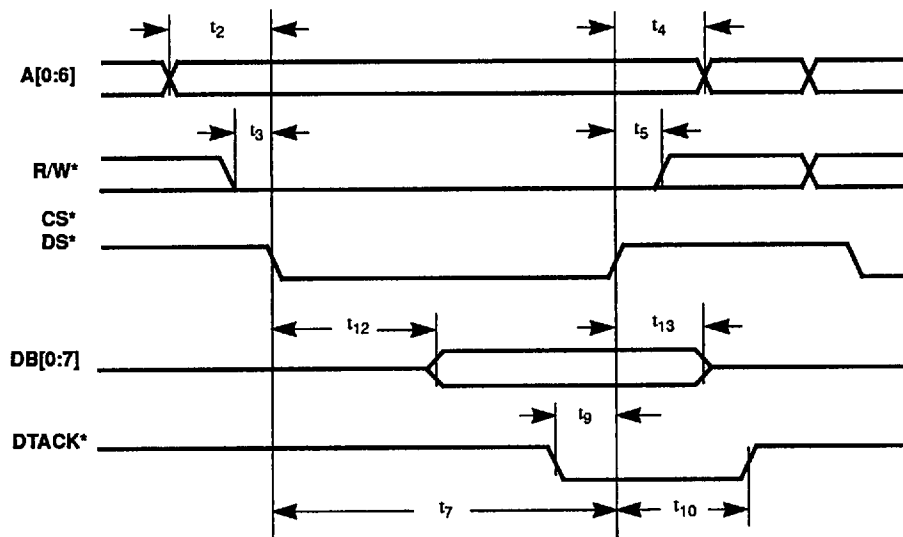 t2
t4
A[0:6]
t3
t5
R/W*
CS*
DS*
t12
t13
DB[0:7]
t9
DTACK*
t7
t10